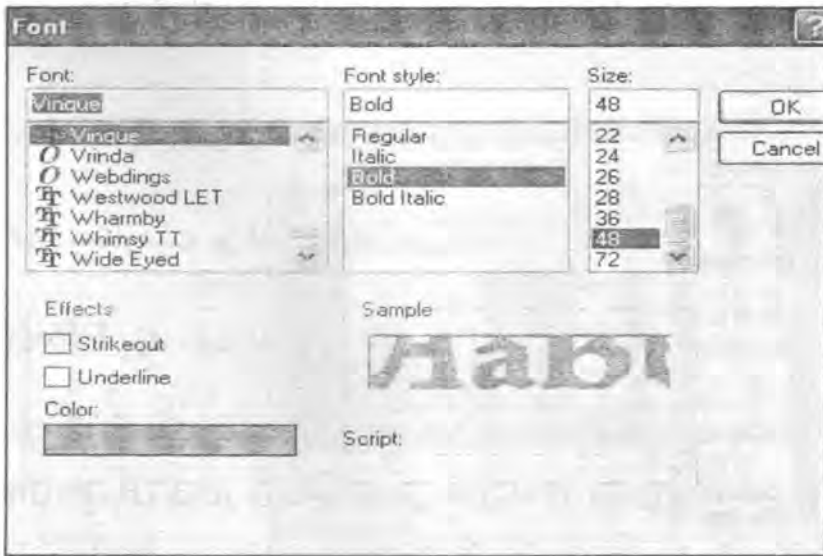 Font
?
Font:
Font style:
Size:
Vinque
Bold
48
OK
Cancel
Vinque
Vrinda
Webdings
Westwood LET
Wharmby
Whimsy TT
Wide Eyed
Regular
Italic
Bold
Bold Italic
22
24
26
28
36
48
72
Effects
Strikeout
Underline
Color:
Sample
AaB
Script: